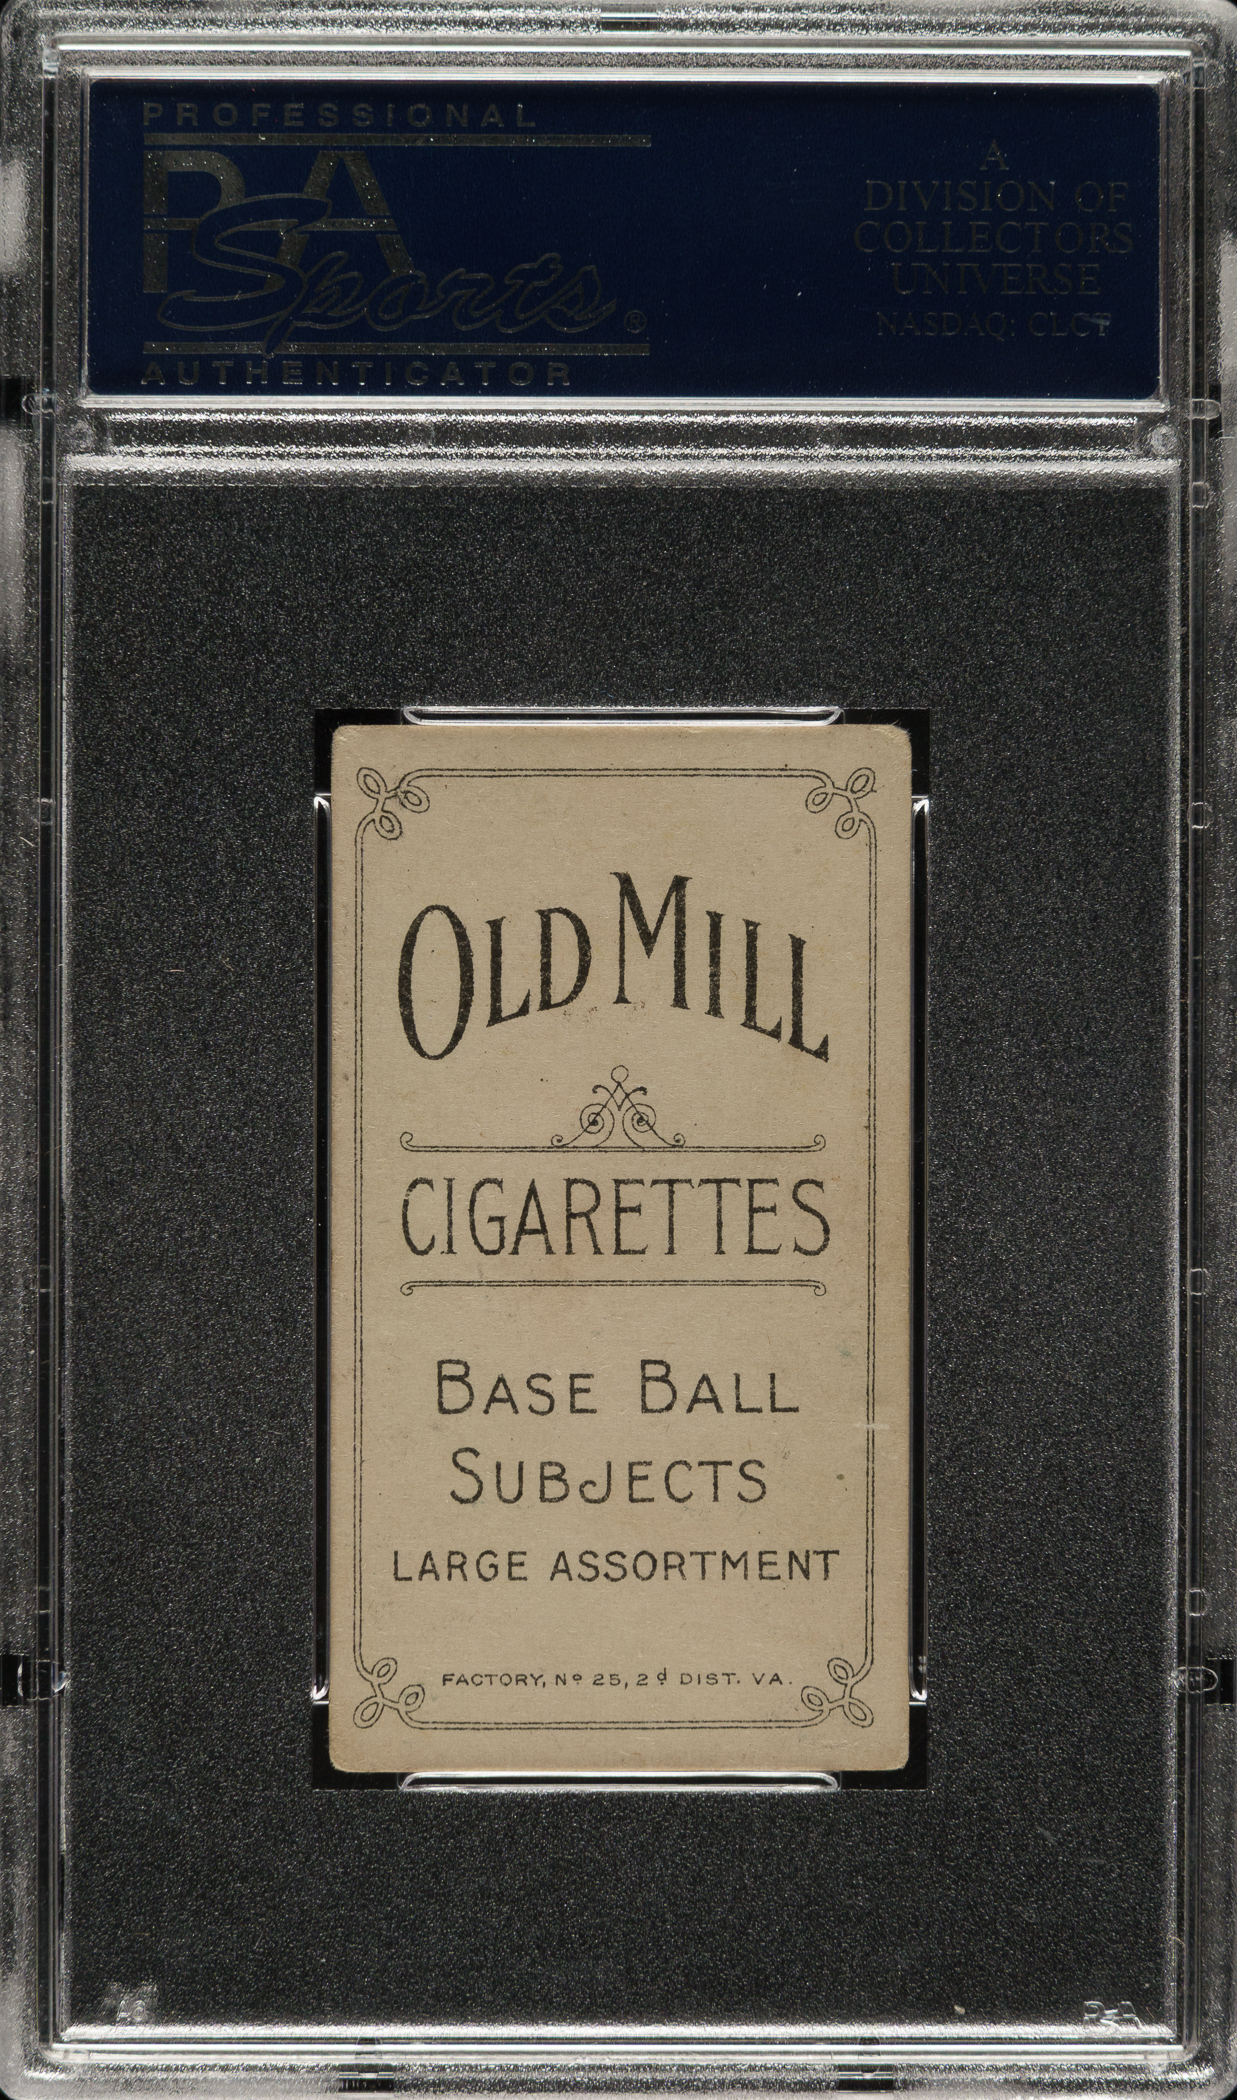 PROFESSIONAL
PSA
Sports®
AUTHENTICATOR
A
DIVISION OF
COLLECTORS
UNIVERSE
NASDAQ: CLCT
OLD MILL
CIGARETTES
BASE BALL
SUBJECTS
LARGE ASSORTMENT
FACTORY, Nº 25, 2ᵈ DIST. VA.
PSA